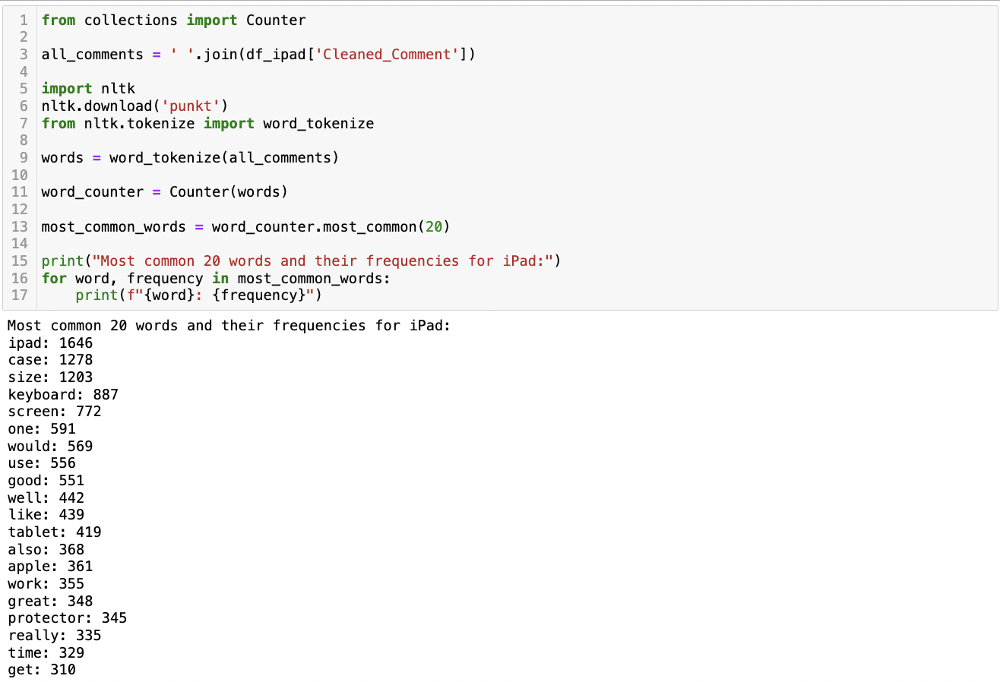 1 from collections import Counter
2
3 all_comments = ' '.join(df_ipad['Cleaned_Comment'])
4
5 import nltk
6 nltk.download('punkt')
7 from nltk.tokenize import word_tokenize
8
9 words = word_tokenize(all_comments)
10
11 word_counter = Counter(words)
12
13 most_common_words = word_counter.most_common(20)
14
15 print("Most common 20 words and their frequencies for iPad:")
16 for word, frequency in most_common_words:
17     print(f"{word}: {frequency}")
Most common 20 words and their frequencies for iPad:
ipad: 1646
case: 1278
size: 1203
keyboard: 887
screen: 772
one: 591
would: 569
use: 556
good: 551
well: 442
like: 439
tablet: 419
also: 368
apple: 361
work: 355
great: 348
protector: 345
really: 335
time: 329
get: 310